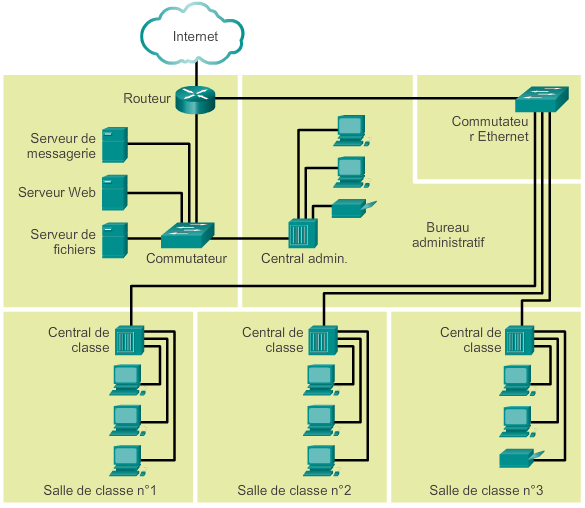 Internet
Routeur
Commutateu
r Ethernet
Serveur de
messagerie
Serveur Web
Serveur de
fichiers
Commutateur
Central admin.
Bureau
administratif
Central de
classe
Central de
classe
Central de
classe
Salle de classe n°1
Salle de classe n°2
Salle de classe n°3